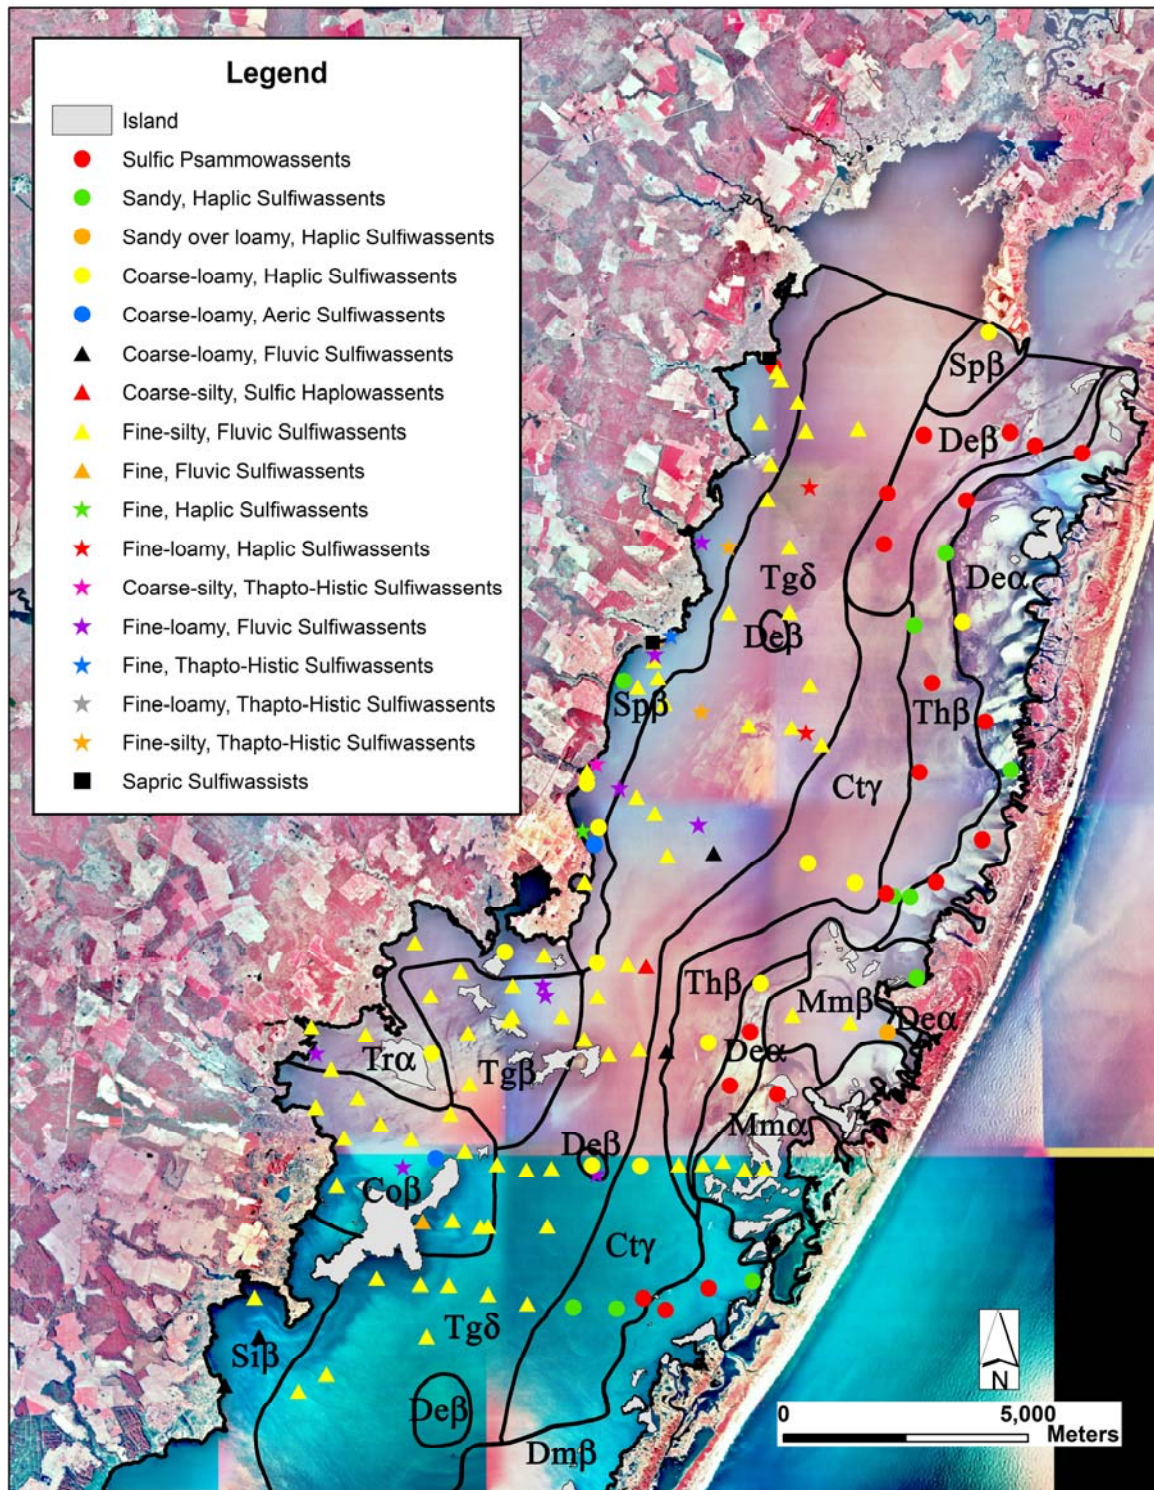 Legend
Island
Sulfic Psammowassents
Sandy, Haplic Sulfiwassents
Sandy over loamy, Haplic Sulfiwassents
Coarse-loamy, Haplic Sulfiwassents
Coarse-loamy, Aeric Sulfiwassents
Coarse-loamy, Fluvic Sulfiwassents
Coarse-silty, Sulfic Haplowassents
Fine-silty, Fluvic Sulfiwassents
Fine, Fluvic Sulfiwassents
Fine, Haplic Sulfiwassents
Fine-loamy, Haplic Sulfiwassents
Coarse-silty, Thapto-Histic Sulfiwassents
Fine-loamy, Fluvic Sulfiwassents
Fine, Thapto-Histic Sulfiwassents
Fine-loamy, Thapto-Histic Sulfiwassents
Fine-silty, Thapto-Histic Sulfiwassents
Sapric Sulfiwassists
Spβ
Deβ
Tgδ
Deα
Deβ
Spβ
Thβ
Ctγ
Thβ
Mmβ
Deα
Deα
Trα
Tgβ
Mmα
Deβ
Coβ
Ctγ
Tgδ
Siβ
Deβ
Dmβ
N
0 5,000
Meters